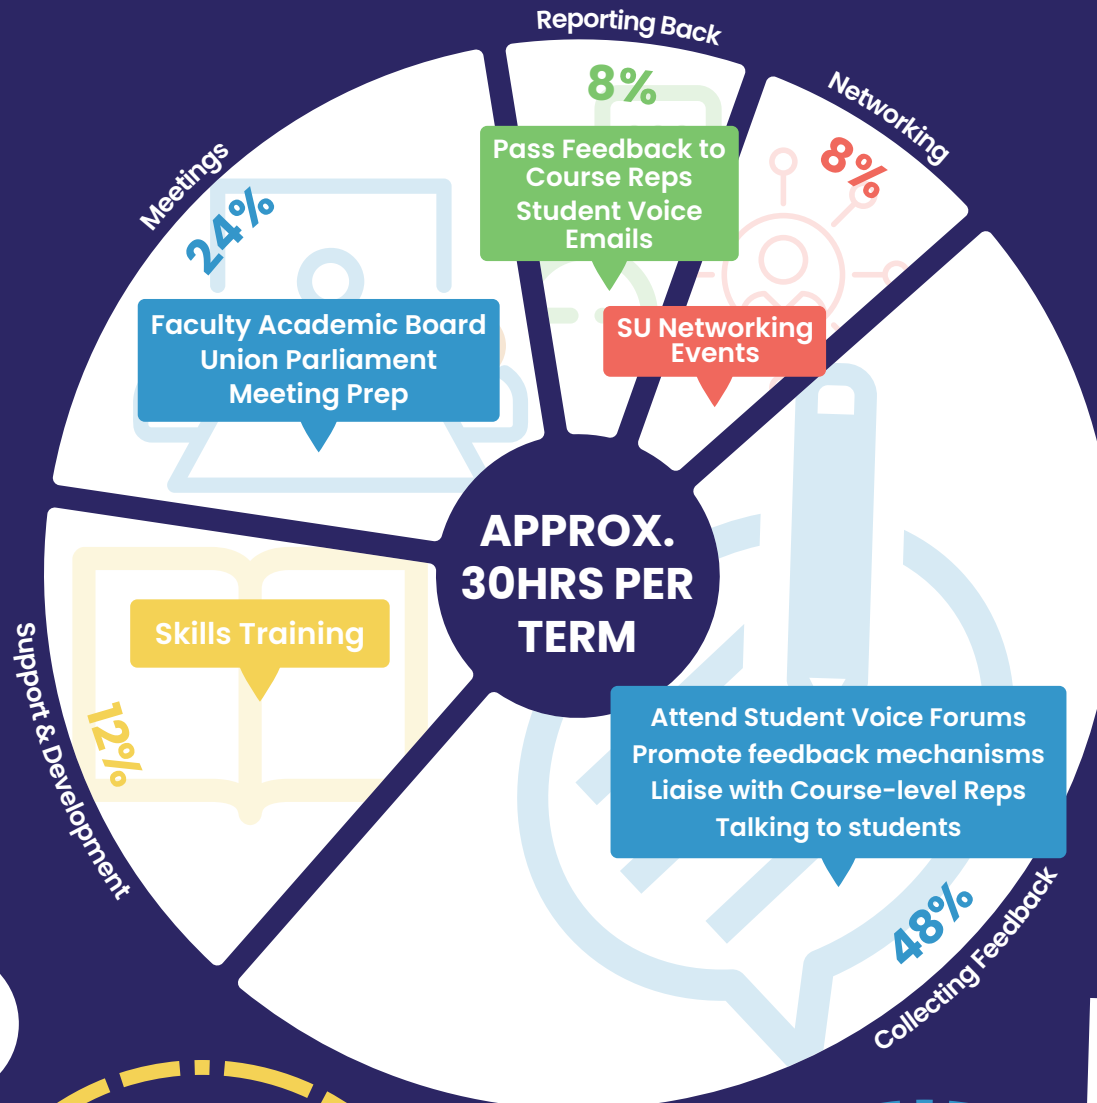 Reporting Back
8%
Pass Feedback to
Course Reps
Student Voice
Emails
Networking
8%
SU Networking
Events
Meetings
24%
Faculty Academic Board
Union Parliament
Meeting Prep
APPROX.
30HRS PER
TERM
Support & Development
12%
Skills Training
Attend Student Voice Forums
Promote feedback mechanisms
Liaise with Course-level Reps
Talking to students
48%
Collecting Feedback